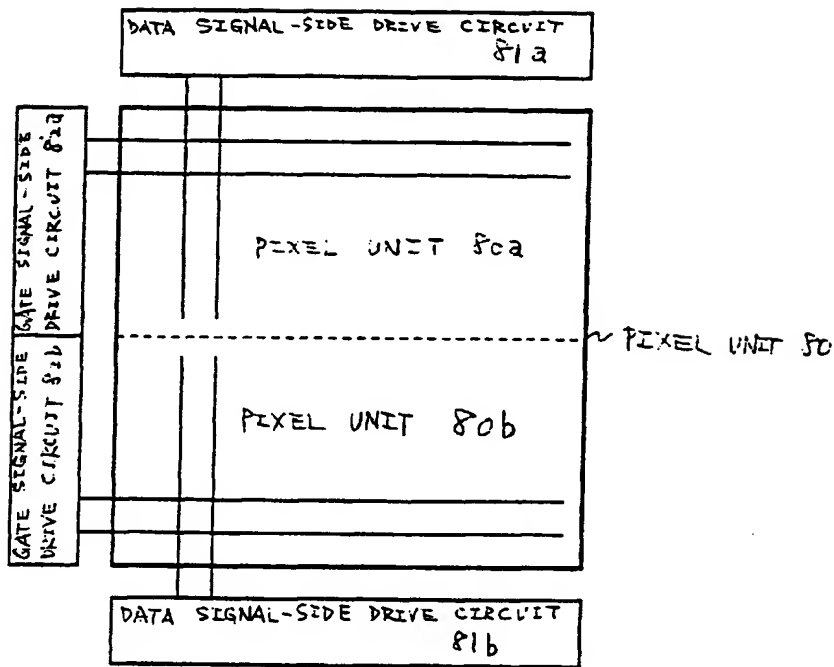 DATA SIGNAL-SIDE DRIVE CIRCUIT
81a
GATE SIGNAL-SIDE
DRIVE CIRCUIT 82a
PIXEL UNIT 80a
PIXEL UNIT 80
GATE SIGNAL-SIDE
DRIVE CIRCUIT 82b
PIXEL UNIT 80b
DATA SIGNAL-SIDE DRIVE CIRCUIT
81b